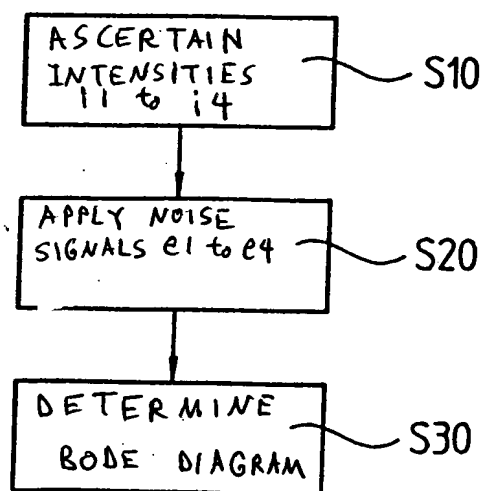 ASCERTAIN
INTENSITIES
i1 to i4
S10
APPLY NOISE
SIGNALS e1 to e4
S20
DETERMINE
BODE DIAGRAM
S30